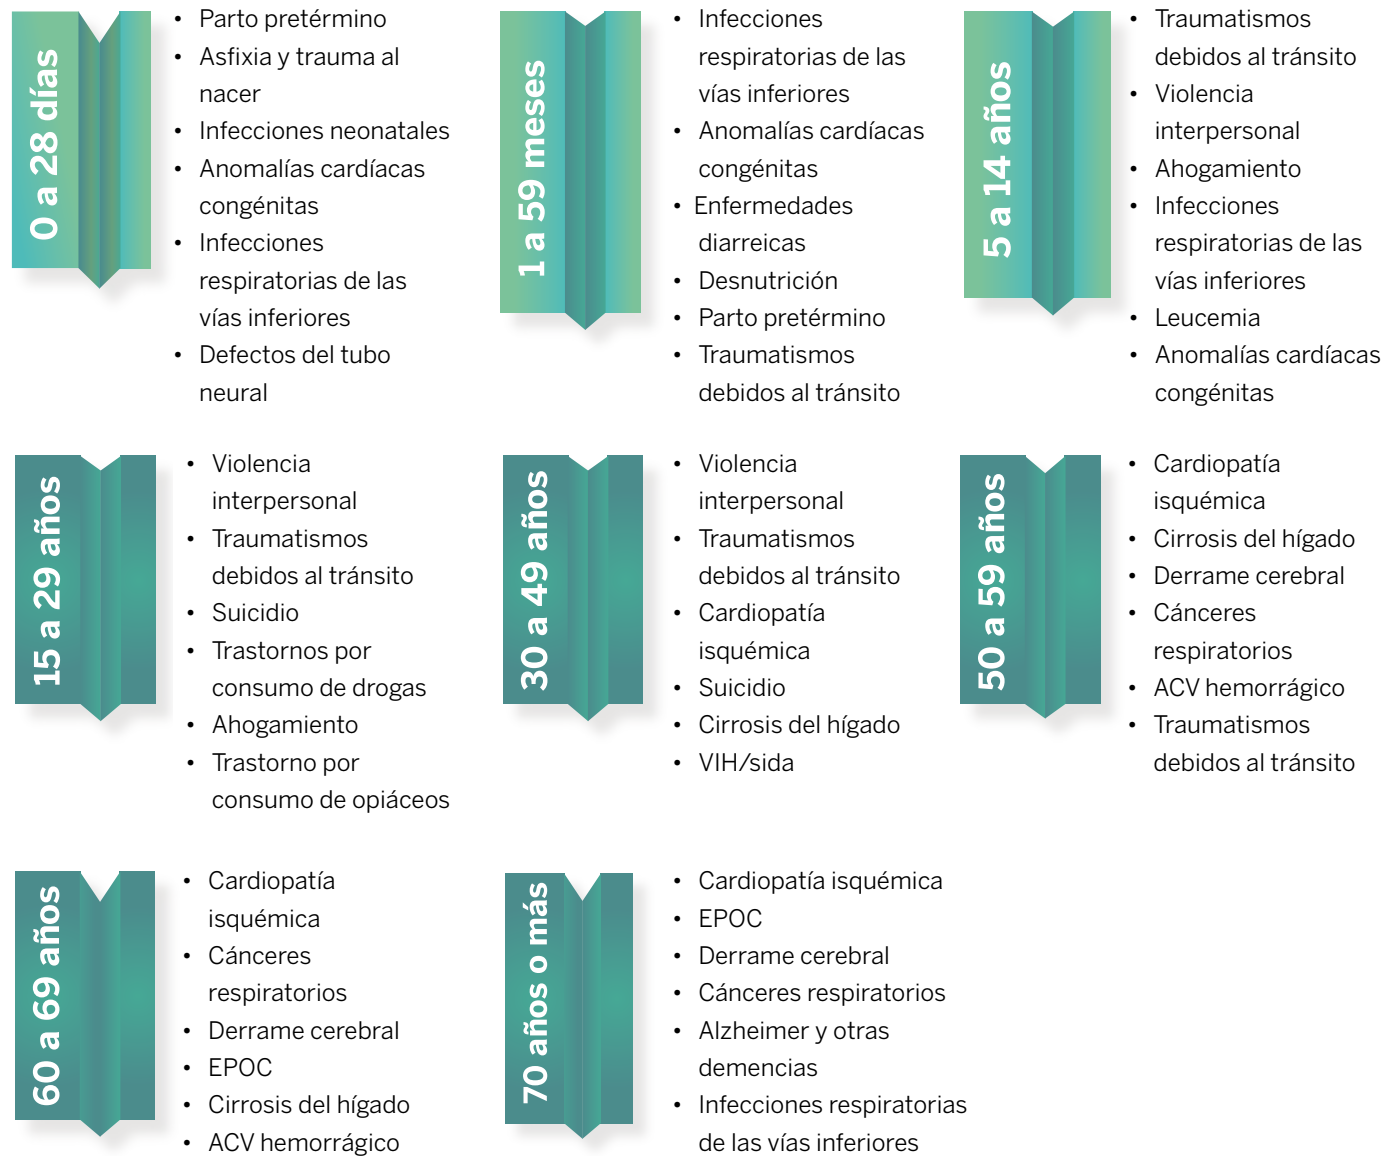 0 a 28 días
• Parto pretérmino
• Asfixia y trauma al
nacer
• Infecciones neonatales
• Anomalías cardíacas
congénitas
• Infecciones
respiratorias de las
vías inferiores
• Defectos del tubo
neural
1 a 59 meses
• Infecciones
respiratorias de las
vías inferiores
• Anomalías cardíacas
congénitas
• Enfermedades
diarreicas
• Desnutrición
• Parto pretérmino
• Traumatismos
debidos al tránsito
5 a 14 años
• Traumatismos
debidos al tránsito
• Violencia
interpersonal
• Ahogamiento
• Infecciones
respiratorias de las
vías inferiores
• Leucemia
• Anomalías cardíacas
congénitas
15 a 29 años
• Violencia
interpersonal
• Traumatismos
debidos al tránsito
• Suicidio
• Trastornos por
consumo de drogas
• Ahogamiento
• Trastorno por
consumo de opiáceos
30 a 49 años
• Violencia
interpersonal
• Traumatismos
debidos al tránsito
• Cardiopatía
isquémica
• Suicidio
• Cirrosis del hígado
• VIH/sida
50 a 59 años
• Cardiopatía
isquémica
• Cirrosis del hígado
• Derrame cerebral
• Cánceres
respiratorios
• ACV hemorrágico
• Traumatismos
debidos al tránsito
60 a 69 años
• Cardiopatía
isquémica
• Cánceres
respiratorios
• Derrame cerebral
• EPOC
• Cirrosis del hígado
• ACV hemorrágico
70 años o más
• Cardiopatía isquémica
• EPOC
• Derrame cerebral
• Cánceres respiratorios
• Alzheimer y otras
demencias
• Infecciones respiratorias
de las vías inferiores